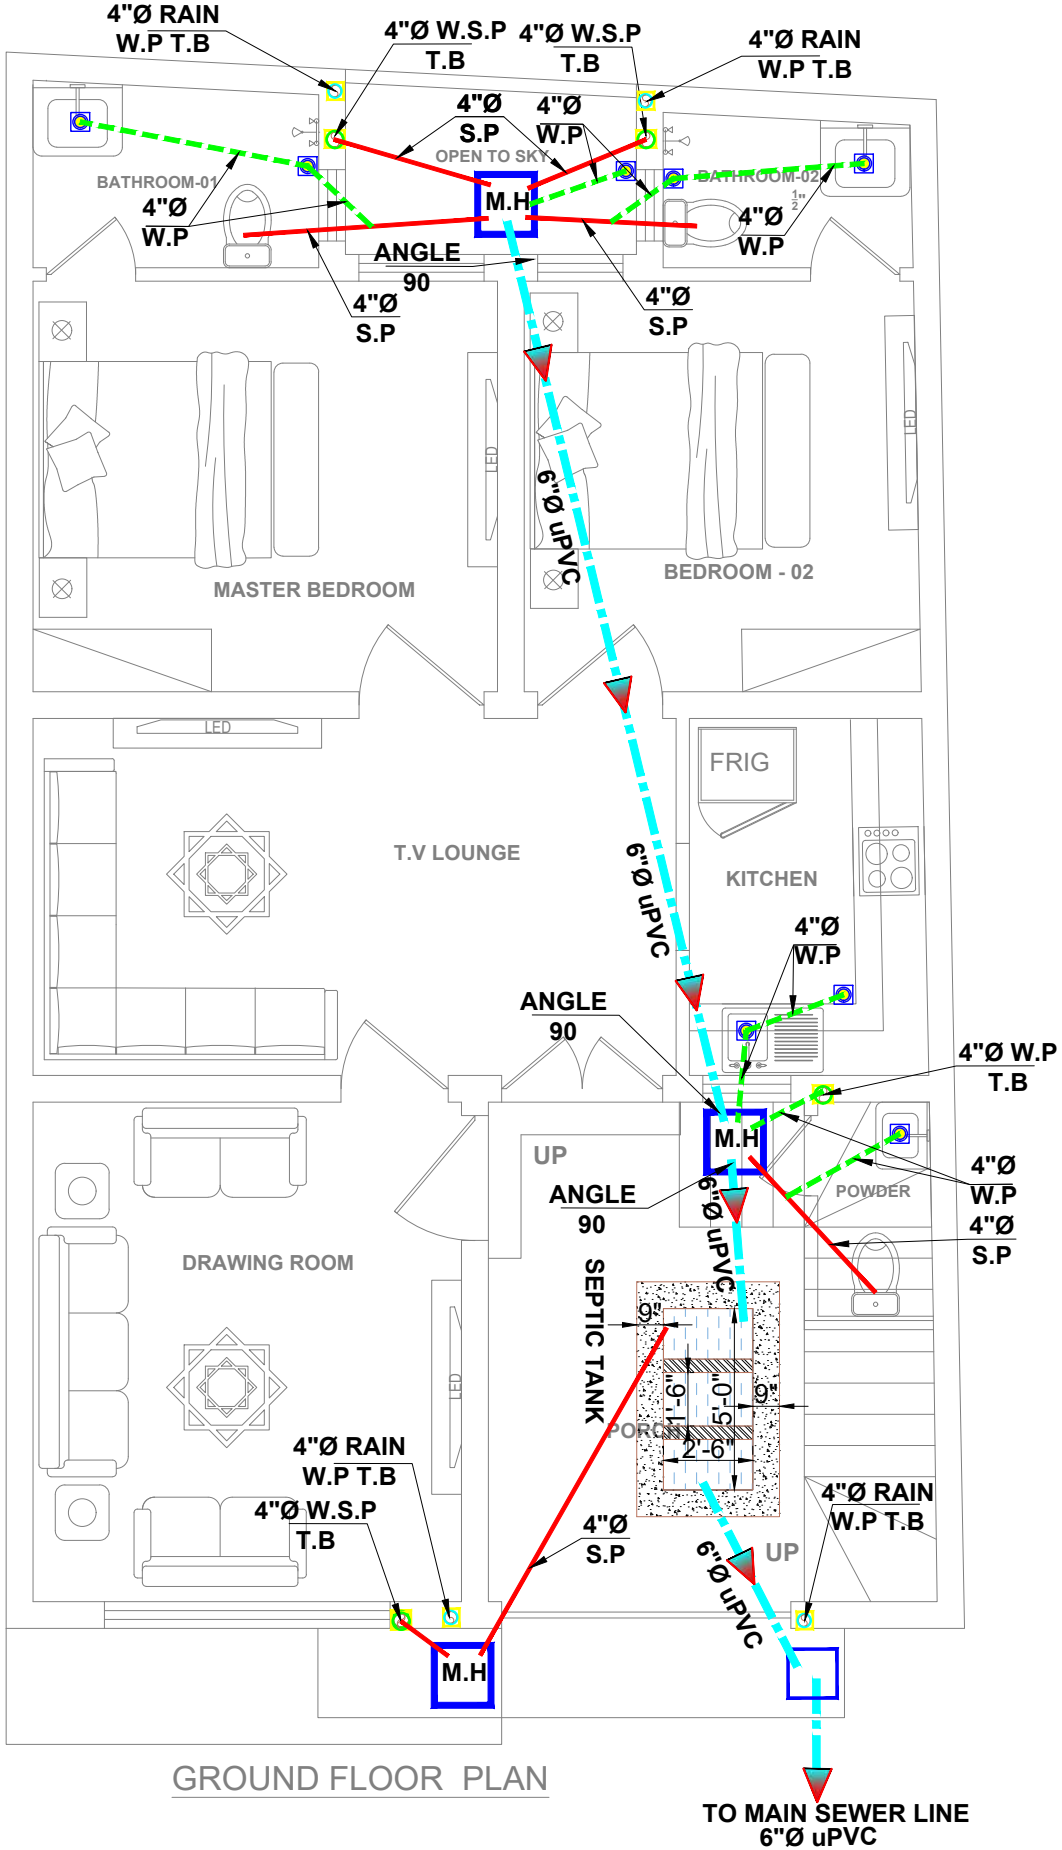 4"Ø RAIN
W.P T.B
4"Ø W.S.P
T.B
4"Ø W.S.P
T.B
4"Ø RAIN
W.P T.B
4"Ø
S.P
4"Ø
W.P
OPEN TO SKY
BATHROOM-01
BATHROOM-02
1/2"
M.H
4"Ø
W.P
4"Ø
W.P
ANGLE
90
4"Ø
S.P
4"Ø
S.P
LED
LED
6"Ø uPVC
MASTER BEDROOM
BEDROOM - 02
LED
FRIG
T.V LOUNGE
KITCHEN
6"Ø uPVC
4"Ø
W.P
ANGLE
90
4"Ø W.P
T.B
M.H
UP
4"Ø
W.P
POWDER
ANGLE
90
6"Ø uPVC
4"Ø
S.P
DRAWING ROOM
SEPTIC TANK
9"
LED
1'-6"
5'-0"
9"
PORCH
2'-6"
4"Ø RAIN
W.P T.B
4"Ø W.S.P
T.B
4"Ø
S.P
4"Ø RAIN
W.P T.B
UP
6"Ø uPVC
M.H
GROUND FLOOR PLAN
TO MAIN SEWER LINE
6"Ø uPVC